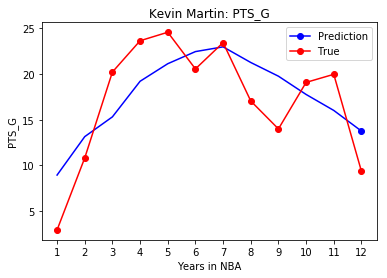 Kevin Martin: PTS_G
Prediction
True
25
20
15
10
5
PTS_G
1 2 3 4 5 6 7 8 9 10 11 12
Years in NBA